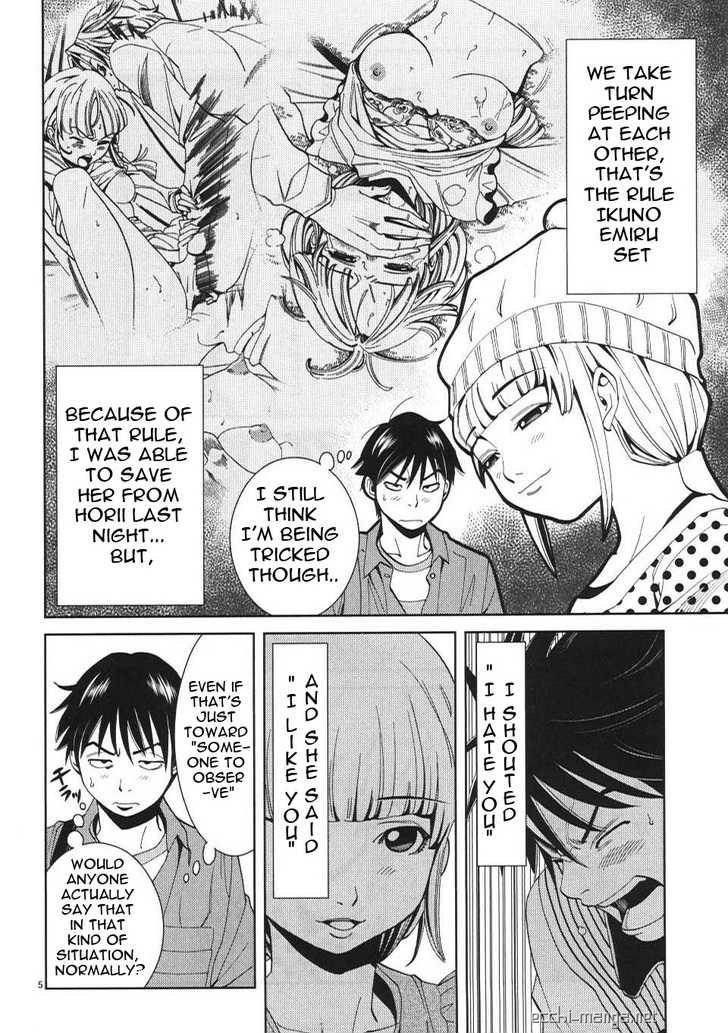 WE TAKE
TURN
PEEPING
AT EACH
OTHER,
THAT'S
THE RULE
IKUNO
EMIRU
SET
BECAUSE OF
THAT RULE,
I WAS ABLE
TO SAVE
HER FROM
HORII LAST
NIGHT...
BUT,
I STILL
THINK
I'M BEING
TRICKED
THOUGH..
I SHOUTED
"I HATE YOU"
AND SHE SAID
"I LIKE YOU"
EVEN IF
THAT'S
JUST
TOWARD
"SOME-
ONE TO
OBSER
-VE"
WOULD
ANYONE
ACTUALLY
SAY THAT
IN THAT
KIND OF
SITUATION,
NORMALLY?
5
ecchi-manga.net